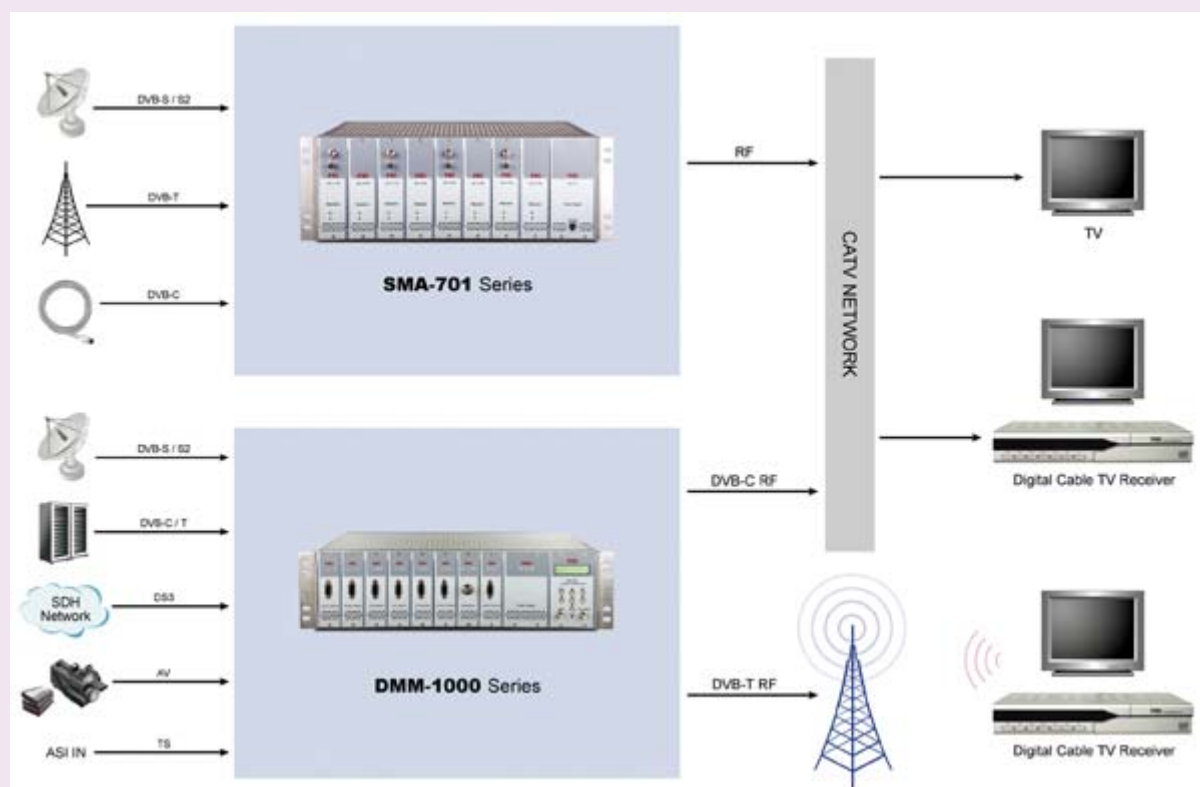 DVB-S / S2
DVB-T
DVB-C
SMA-701 Series
RF
CATV NETWORK
TV
Digital Cable TV Receiver
DVB-S / S2
DVB-C / T
SDH
Network
DS3
AV
ASI IN
TS
DMM-1000 Series
DVB-C RF
DVB-T RF
Digital Cable TV Receiver